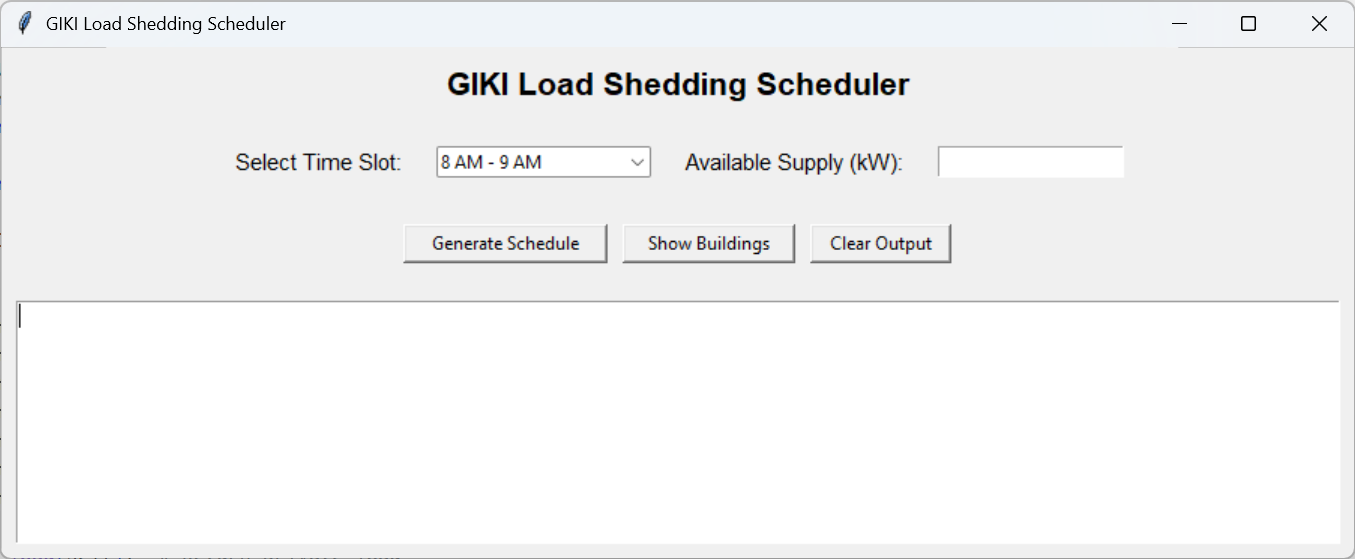 GIKI Load Shedding Scheduler
GIKI Load Shedding Scheduler
Select Time Slot: 8 AM - 9 AM Available Supply (kW):
Generate Schedule Show Buildings Clear Output